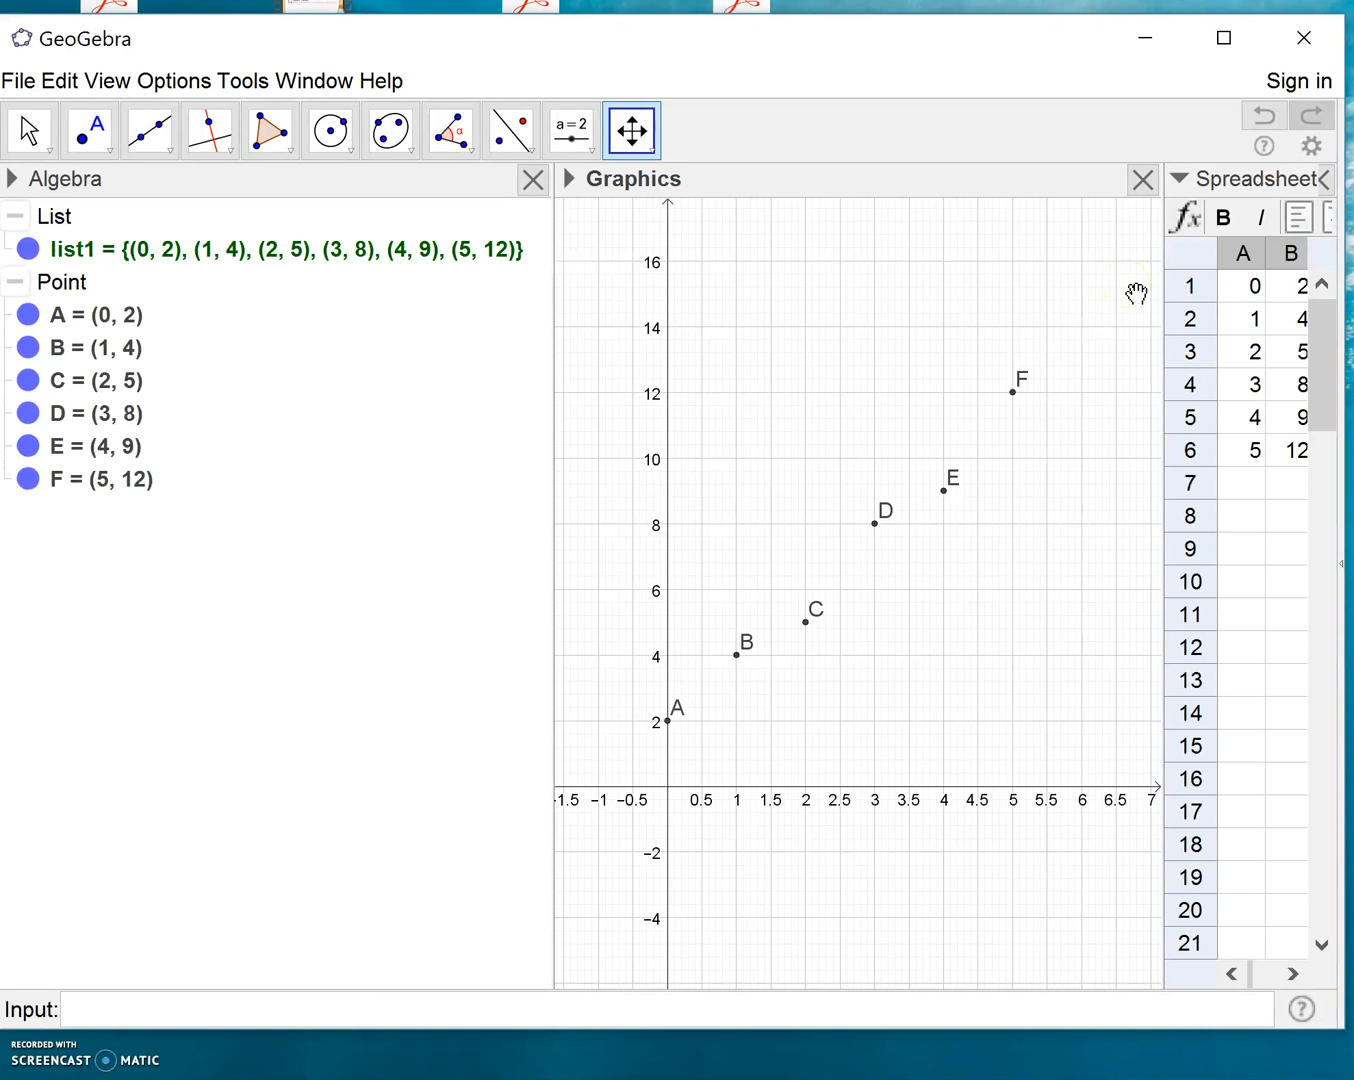 GeoGebra
File Edit View Options Tools Window Help
Sign in
A
α
a=2
Algebra
Graphics
Spreadsheet
List
list1 = {(0, 2), (1, 4), (2, 5), (3, 8), (4, 9), (5, 12)}
Point
A = (0, 2)
B = (1, 4)
C = (2, 5)
D = (3, 8)
E = (4, 9)
F = (5, 12)
16
14
12
10
8
6
4
2
−2
−4
-1.5 −1 −0.5 0.5 1 1.5 2 2.5 3 3.5 4 4.5 5 5.5 6 6.5 7
A
B
C
D
E
F
fx B I
A B
1 0 2
2 1 4
3 2 5
4 3 8
5 4 9
6 5 12
7
8
9
10
11
12
13
14
15
16
17
18
19
20
21
Input:
RECORDED WITH
SCREENCAST MATIC